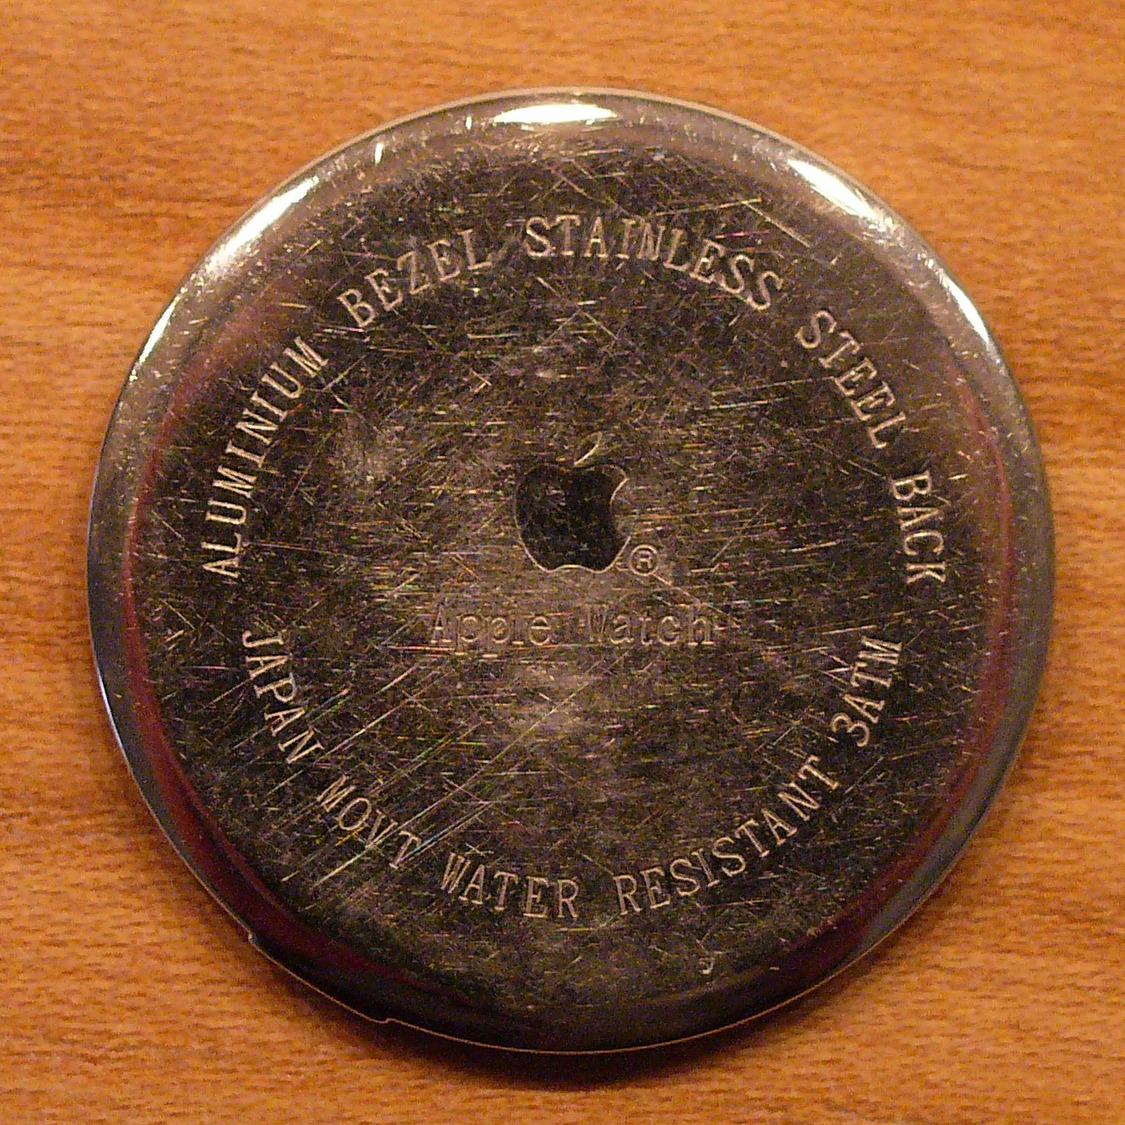 ALUMINIUM BEZEL STAINLESS STEEL BACK
®
Apple Watch
JAPAN MOVT WATER RESISTANT 3ATM